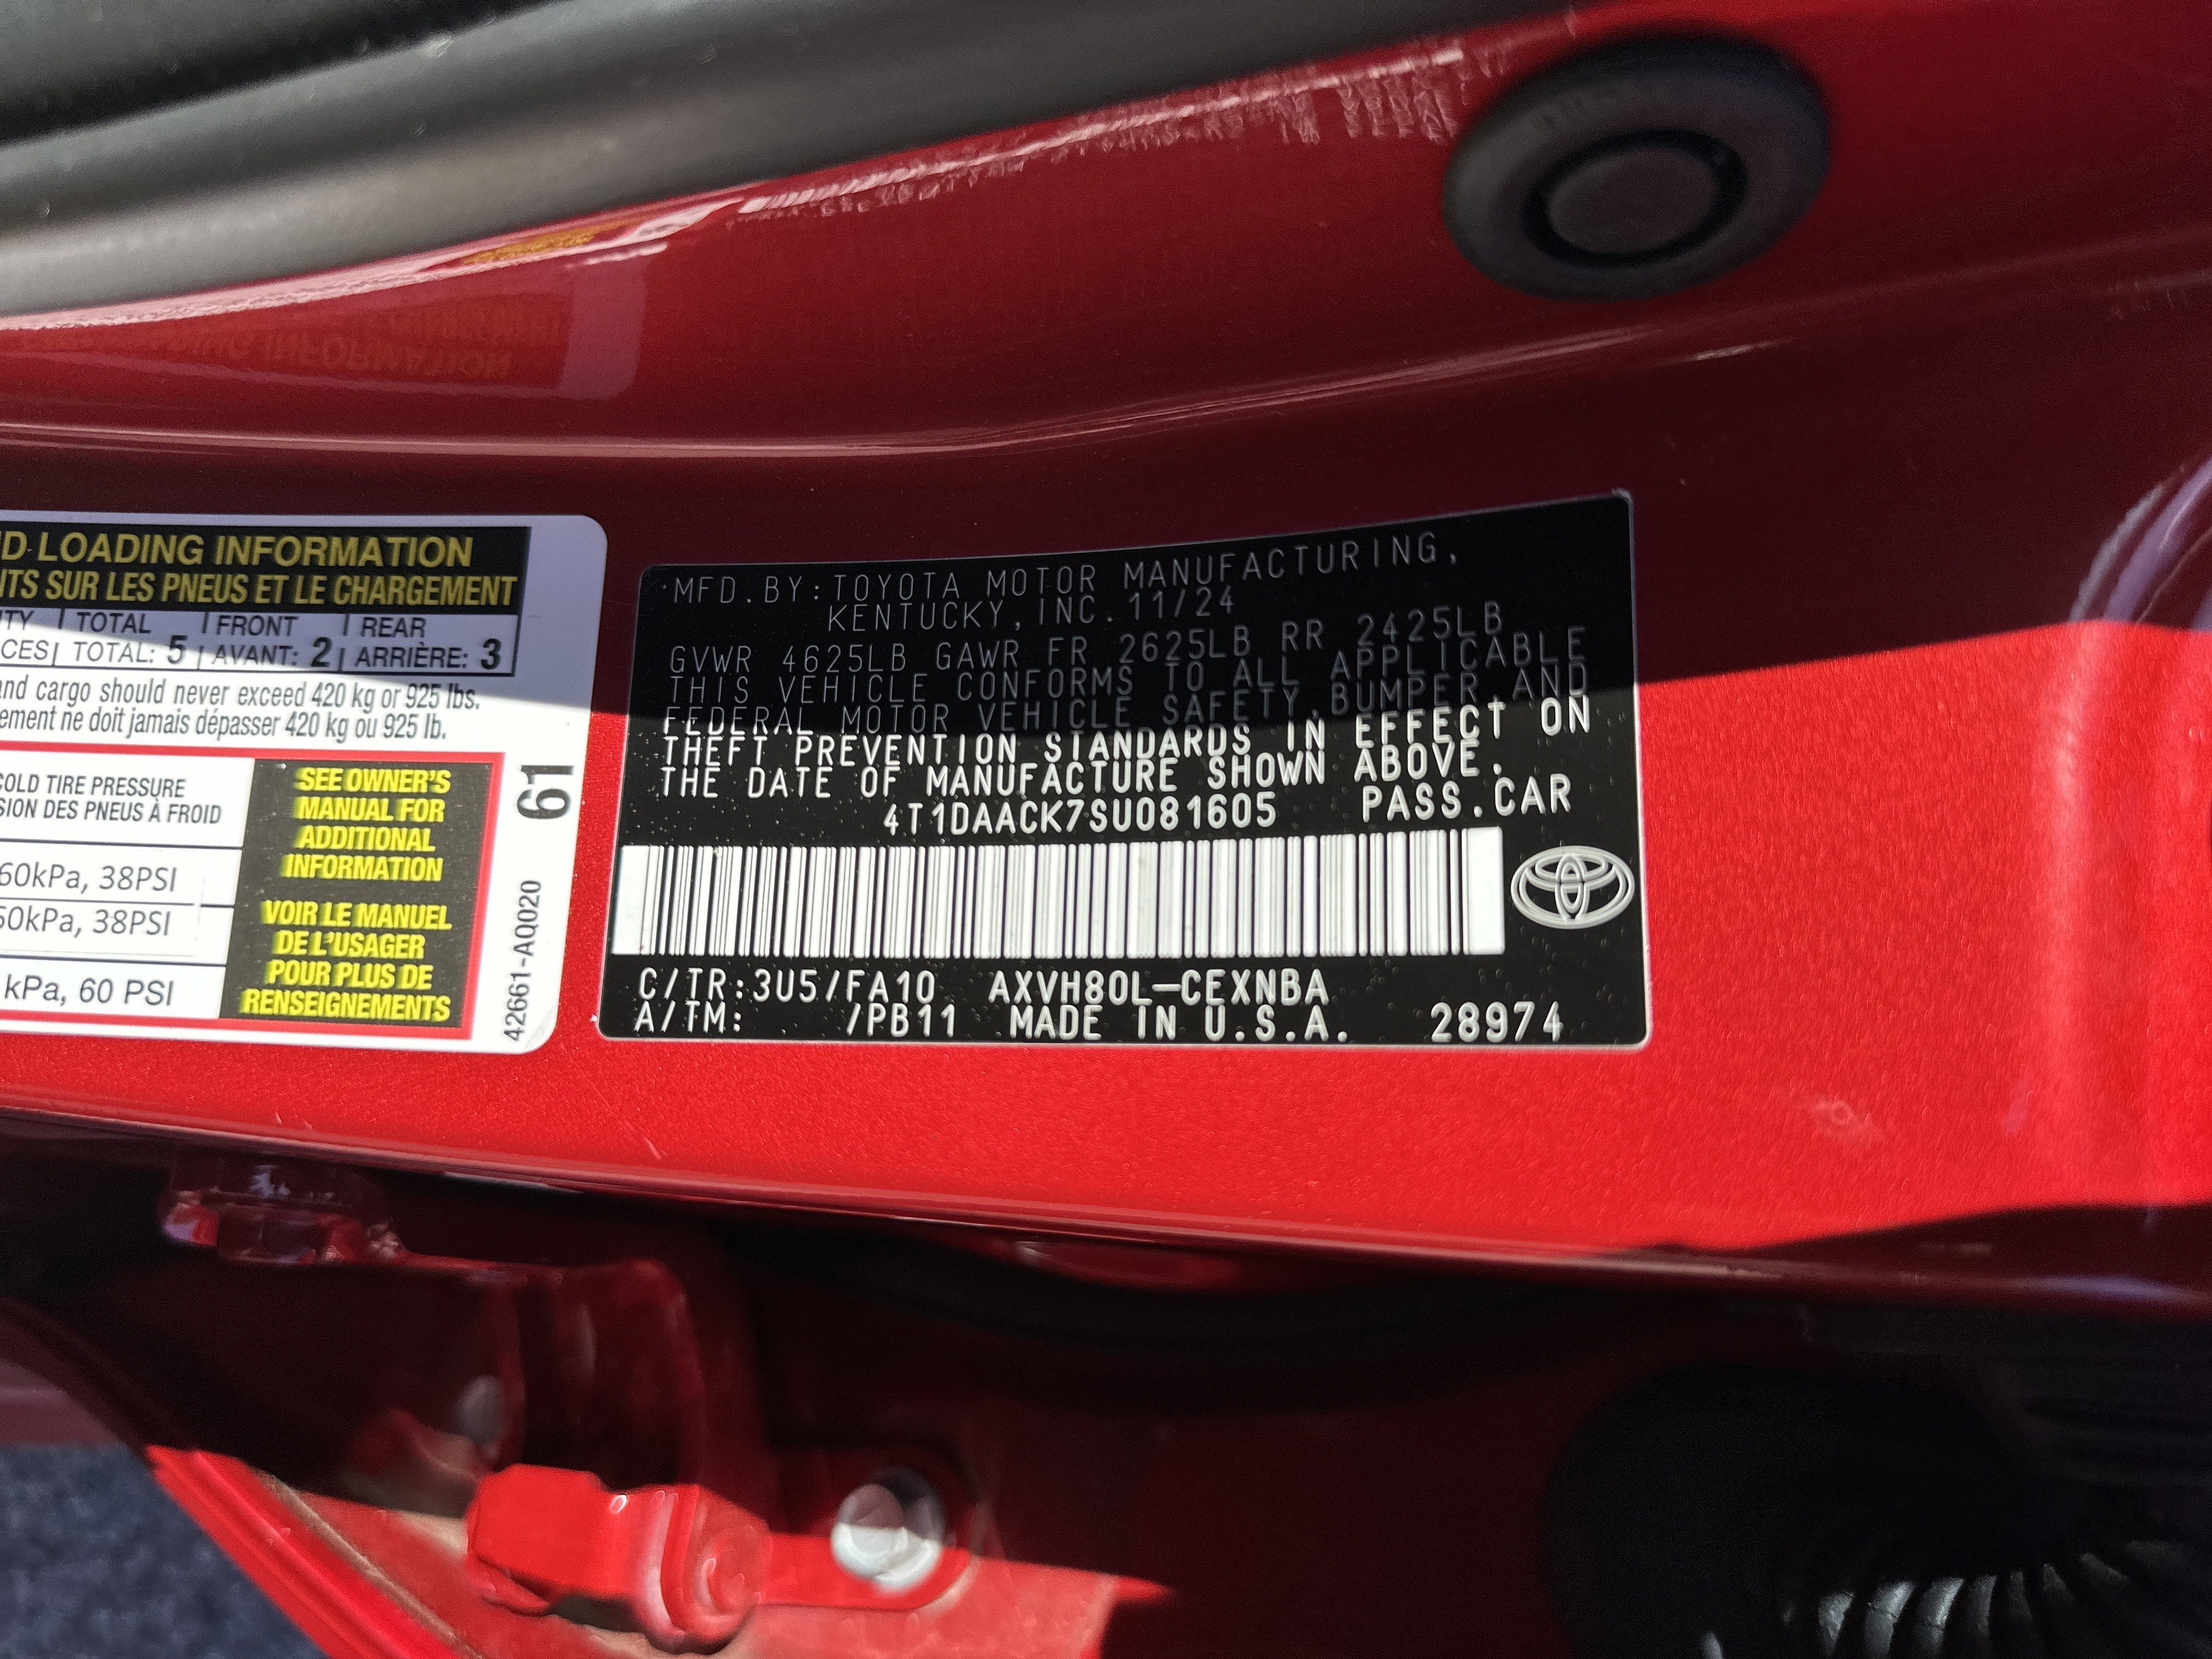 D LOADING INFORMATION
NTS SUR LES PNEUS ET LE CHARGEMENT
TY | TOTAL | FRONT | REAR
CES| TOTAL: 5 | AVANT: 2 | ARRIÈRE: 3
and cargo should never exceed 420 kg or 925 lbs.
ement ne doit jamais dépasser 420 kg ou 925 lb.
COLD TIRE PRESSURE
SION DES PNEUS À FROID
60kPa, 38PSI
60kPa, 38PSI
kPa, 60 PSI
SEE OWNER'S
MANUAL FOR
ADDITIONAL
INFORMATION
VOIR LE MANUEL
DE L'USAGER
POUR PLUS DE
RENSEIGNEMENTS
61
42661-AQ020
MFD.BY:TOYOTA MOTOR MANUFACTURING,
KENTUCKY,INC.11/24
GVWR 4625LB GAWR FR 2625LB RR 2425LB
THIS VEHICLE CONFORMS TO ALL APPLICABLE
FEDERAL MOTOR VEHICLE SAFETY,BUMPER,AND
THEFT PREVENTION STANDARDS IN EFFECT ON
THE DATE OF MANUFACTURE SHOWN ABOVE.
4T1DAACK7SU081605 PASS.CAR
C/TR:3U5/FA10 AXVH80L-CEXNBA
A/TM: /PB11 MADE IN U.S.A. 28974